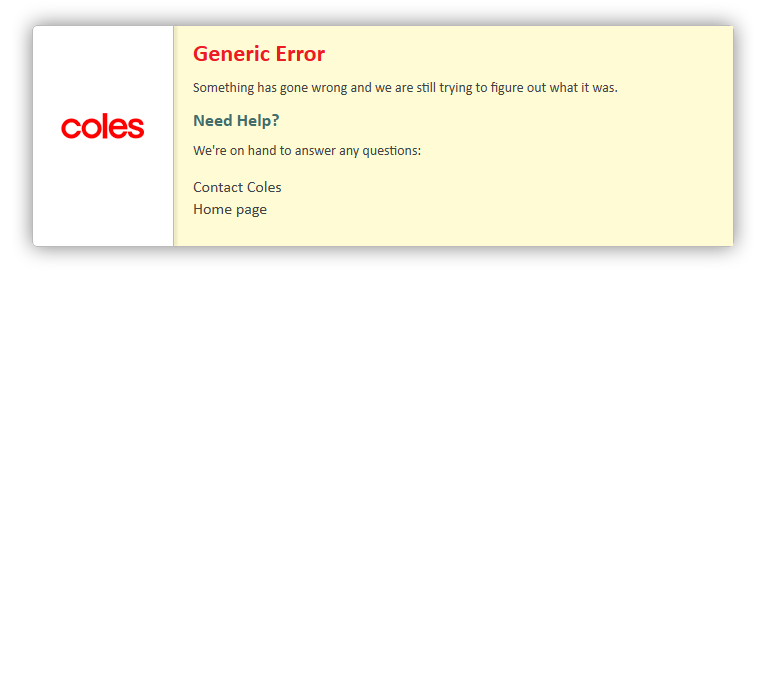 coles
Generic Error
Something has gone wrong and we are still trying to figure out what it was.
Need Help?
We're on hand to answer any questions:
Contact Coles
Home page